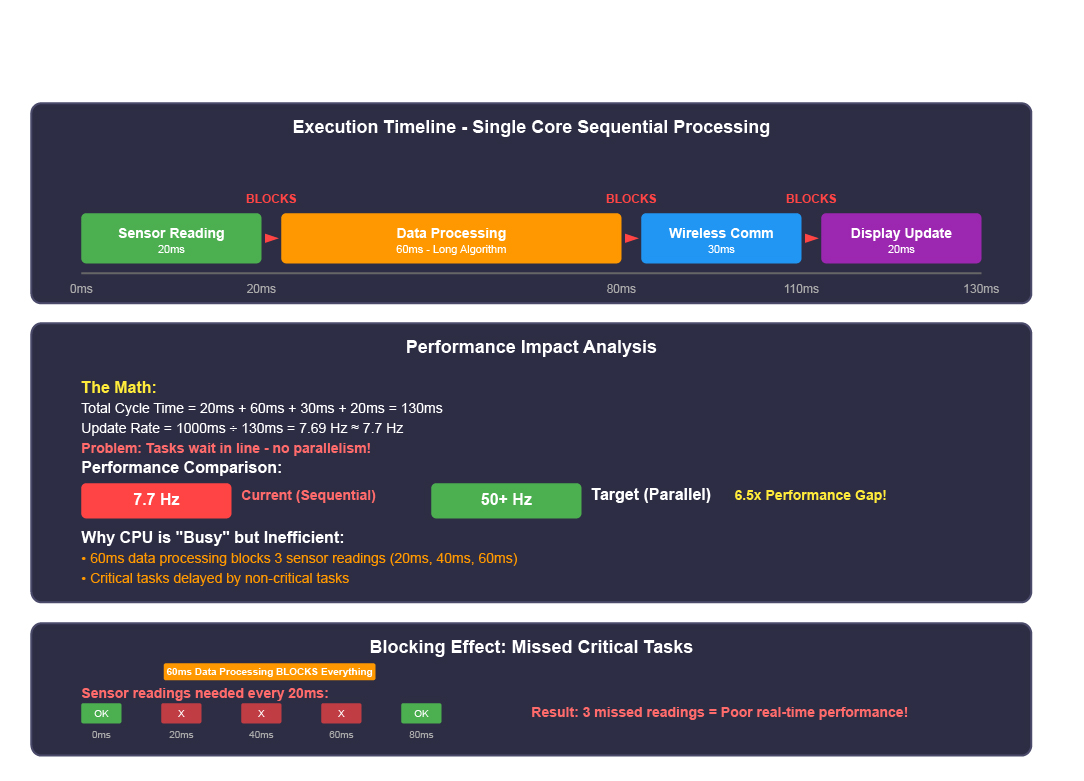 Execution Timeline - Single Core Sequential Processing
BLOCKS BLOCKS BLOCKS
Sensor Reading Data Processing Wireless Comm Display Update
20ms 60ms - Long Algorithm 30ms 20ms
0ms 20ms 80ms 110ms 130ms
Performance Impact Analysis
The Math:
Total Cycle Time = 20ms + 60ms + 30ms + 20ms = 130ms
Update Rate = 1000ms ÷ 130ms = 7.69 Hz ≈ 7.7 Hz
Problem: Tasks wait in line - no parallelism!
Performance Comparison:
7.7 Hz Current (Sequential) 50+ Hz Target (Parallel) 6.5x Performance Gap!
Why CPU is "Busy" but Inefficient:
• 60ms data processing blocks 3 sensor readings (20ms, 40ms, 60ms)
• Critical tasks delayed by non-critical tasks
Blocking Effect: Missed Critical Tasks
60ms Data Processing BLOCKS Everything
Sensor readings needed every 20ms:
OK X X X OK Result: 3 missed readings = Poor real-time performance!
0ms 20ms 40ms 60ms 80ms